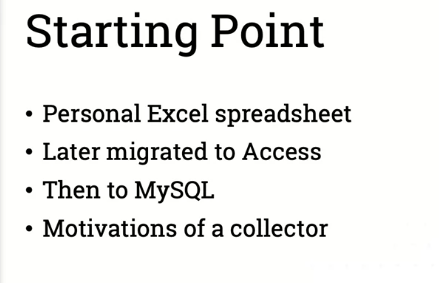 Starting Point
• Personal Excel spreadsheet
• Later migrated to Access
• Then to MySQL
• Motivations of a collector